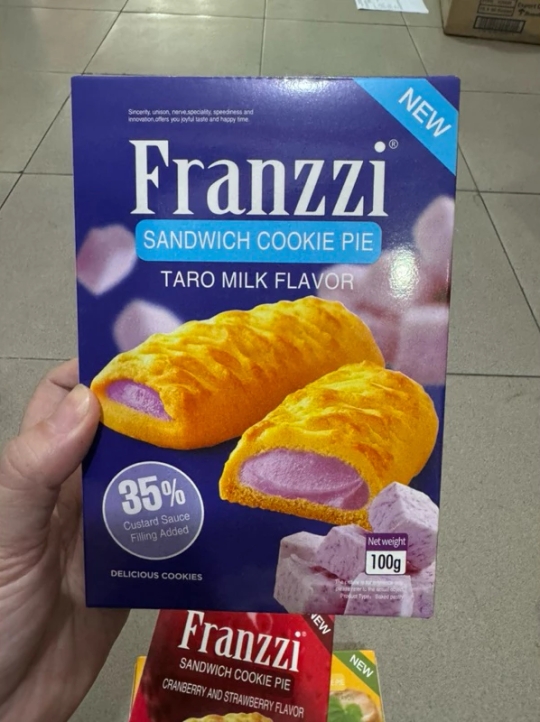 Sincerity, unison, nerve,speciality, speediness and
innovation,offers you joyful taste and happy time.
NEW
Franzzi®
SANDWICH COOKIE PIE
TARO MILK FLAVOR
35%
Custard Sauce
Filling Added
Net weight
100g
DELICIOUS COOKIES
Franzzi
NEW
SANDWICH COOKIE PIE
CRANBERRY AND STRAWBERRY FLAVOR
NEW